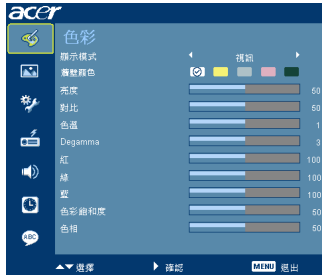 acer
色彩
顯示模式 視訊
牆壁顏色
亮度 50
對比 50
色溫 1
Degamma 3
紅 100
綠 100
藍 100
色彩飽和度 50
色相 50
ABC
選擇 確認 MENU 退出